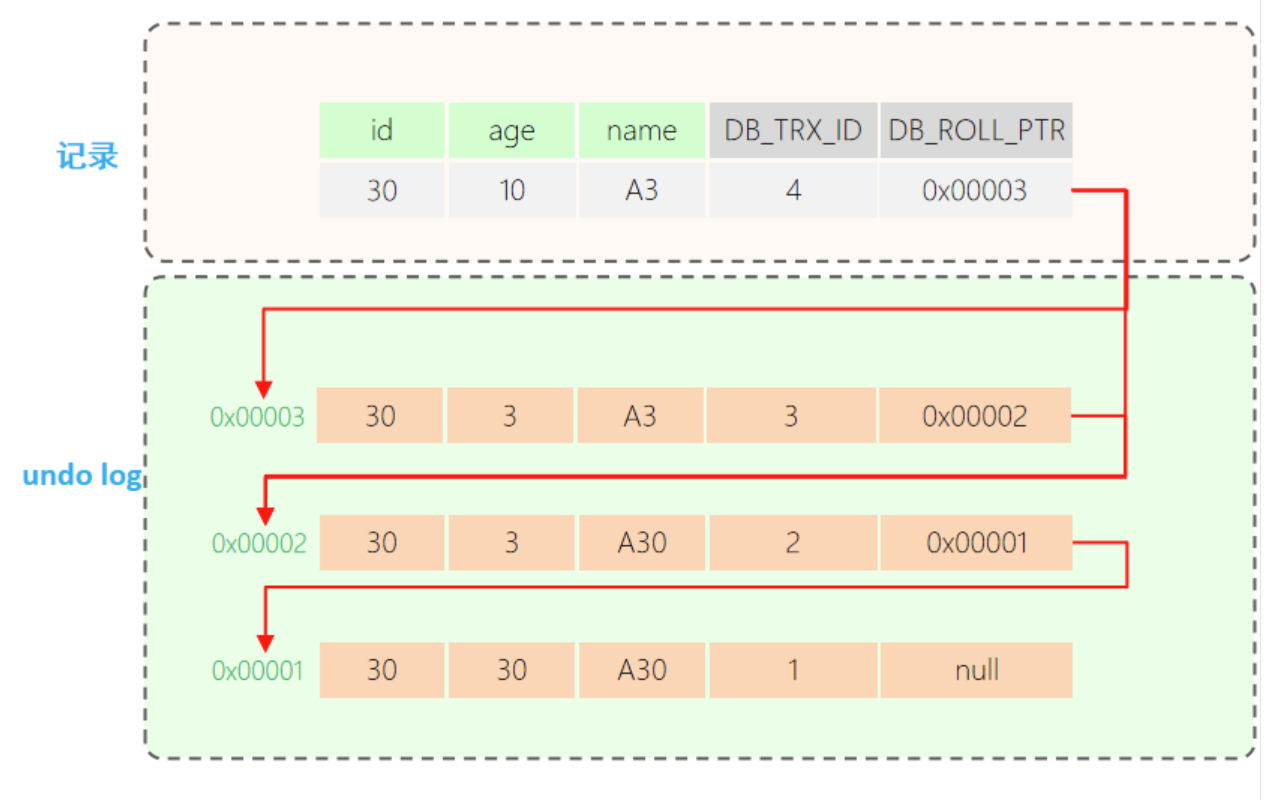 记录
id age name DB_TRX_ID DB_ROLL_PTR
30 10 A3 4 0x00003
undo log
0x00003 30 3 A3 3 0x00002
0x00002 30 3 A30 2 0x00001
0x00001 30 30 A30 1 null